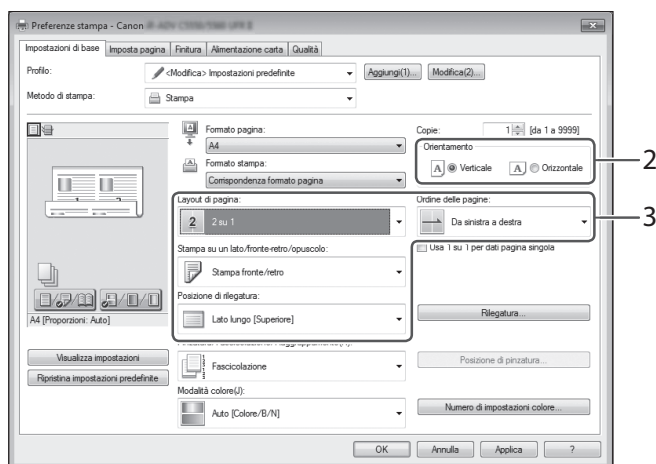 Preferenze stampa - Canon
Impostazioni di base Imposta pagina Finitura Alimentazione carta Qualità
Profilo: <Modifica> Impostazioni predefinite Aggiungi(1)... Modifica(2)...
Metodo di stampa: Stampa
Formato pagina: Copie: 1 [da 1 a 9999]
A4 Orientamento
Formato stampa: A Verticale A Orizzontale 2
Corrispondenza formato pagina
Layout di pagina: Ordine delle pagine:
2 2 su 1 Da sinistra a destra 3
Stampa su un lato/fronte-retro/opuscolo: Usa 1 su 1 per dati pagina singola
Stampa fronte/retro
Posizione di rilegatura:
Lato lungo [Superiore] Rilegatura...
A4 [Proporzioni: Auto]
Visualizza impostazioni Fascicolazione Posizione di pinzatura...
Ripristina impostazioni predefinite
Modalità colore(J):
Auto [Colore/B/N] Numero di impostazioni colore...
OK Annulla Applica ?